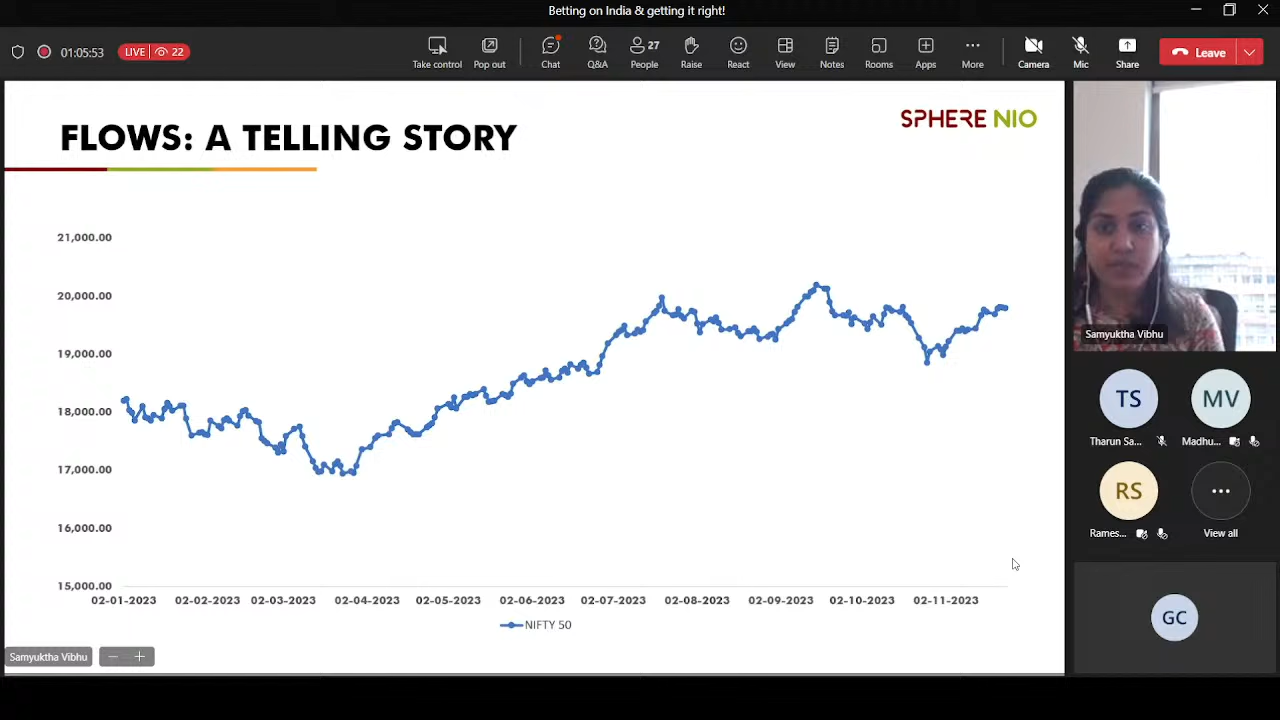 Betting on India & getting it right!
01:05:53
LIVE 22
Take control
Pop out
Chat
Q&A
27
People
Raise
React
View
Notes
Rooms
Apps
More
Camera
Mic
Share
Leave
FLOWS: A TELLING STORY
SPHERE NIO
21,000.00
20,000.00
19,000.00
18,000.00
17,000.00
16,000.00
15,000.00
02-01-2023 02-02-2023 02-03-2023 02-04-2023 02-05-2023 02-06-2023 02-07-2023 02-08-2023 02-09-2023 02-10-2023 02-11-2023
NIFTY 50
Samyuktha Vibhu
Samyuktha Vibhu
TS
Tharun Sa...
MV
Madhu...
RS
Rames...
View all
GC